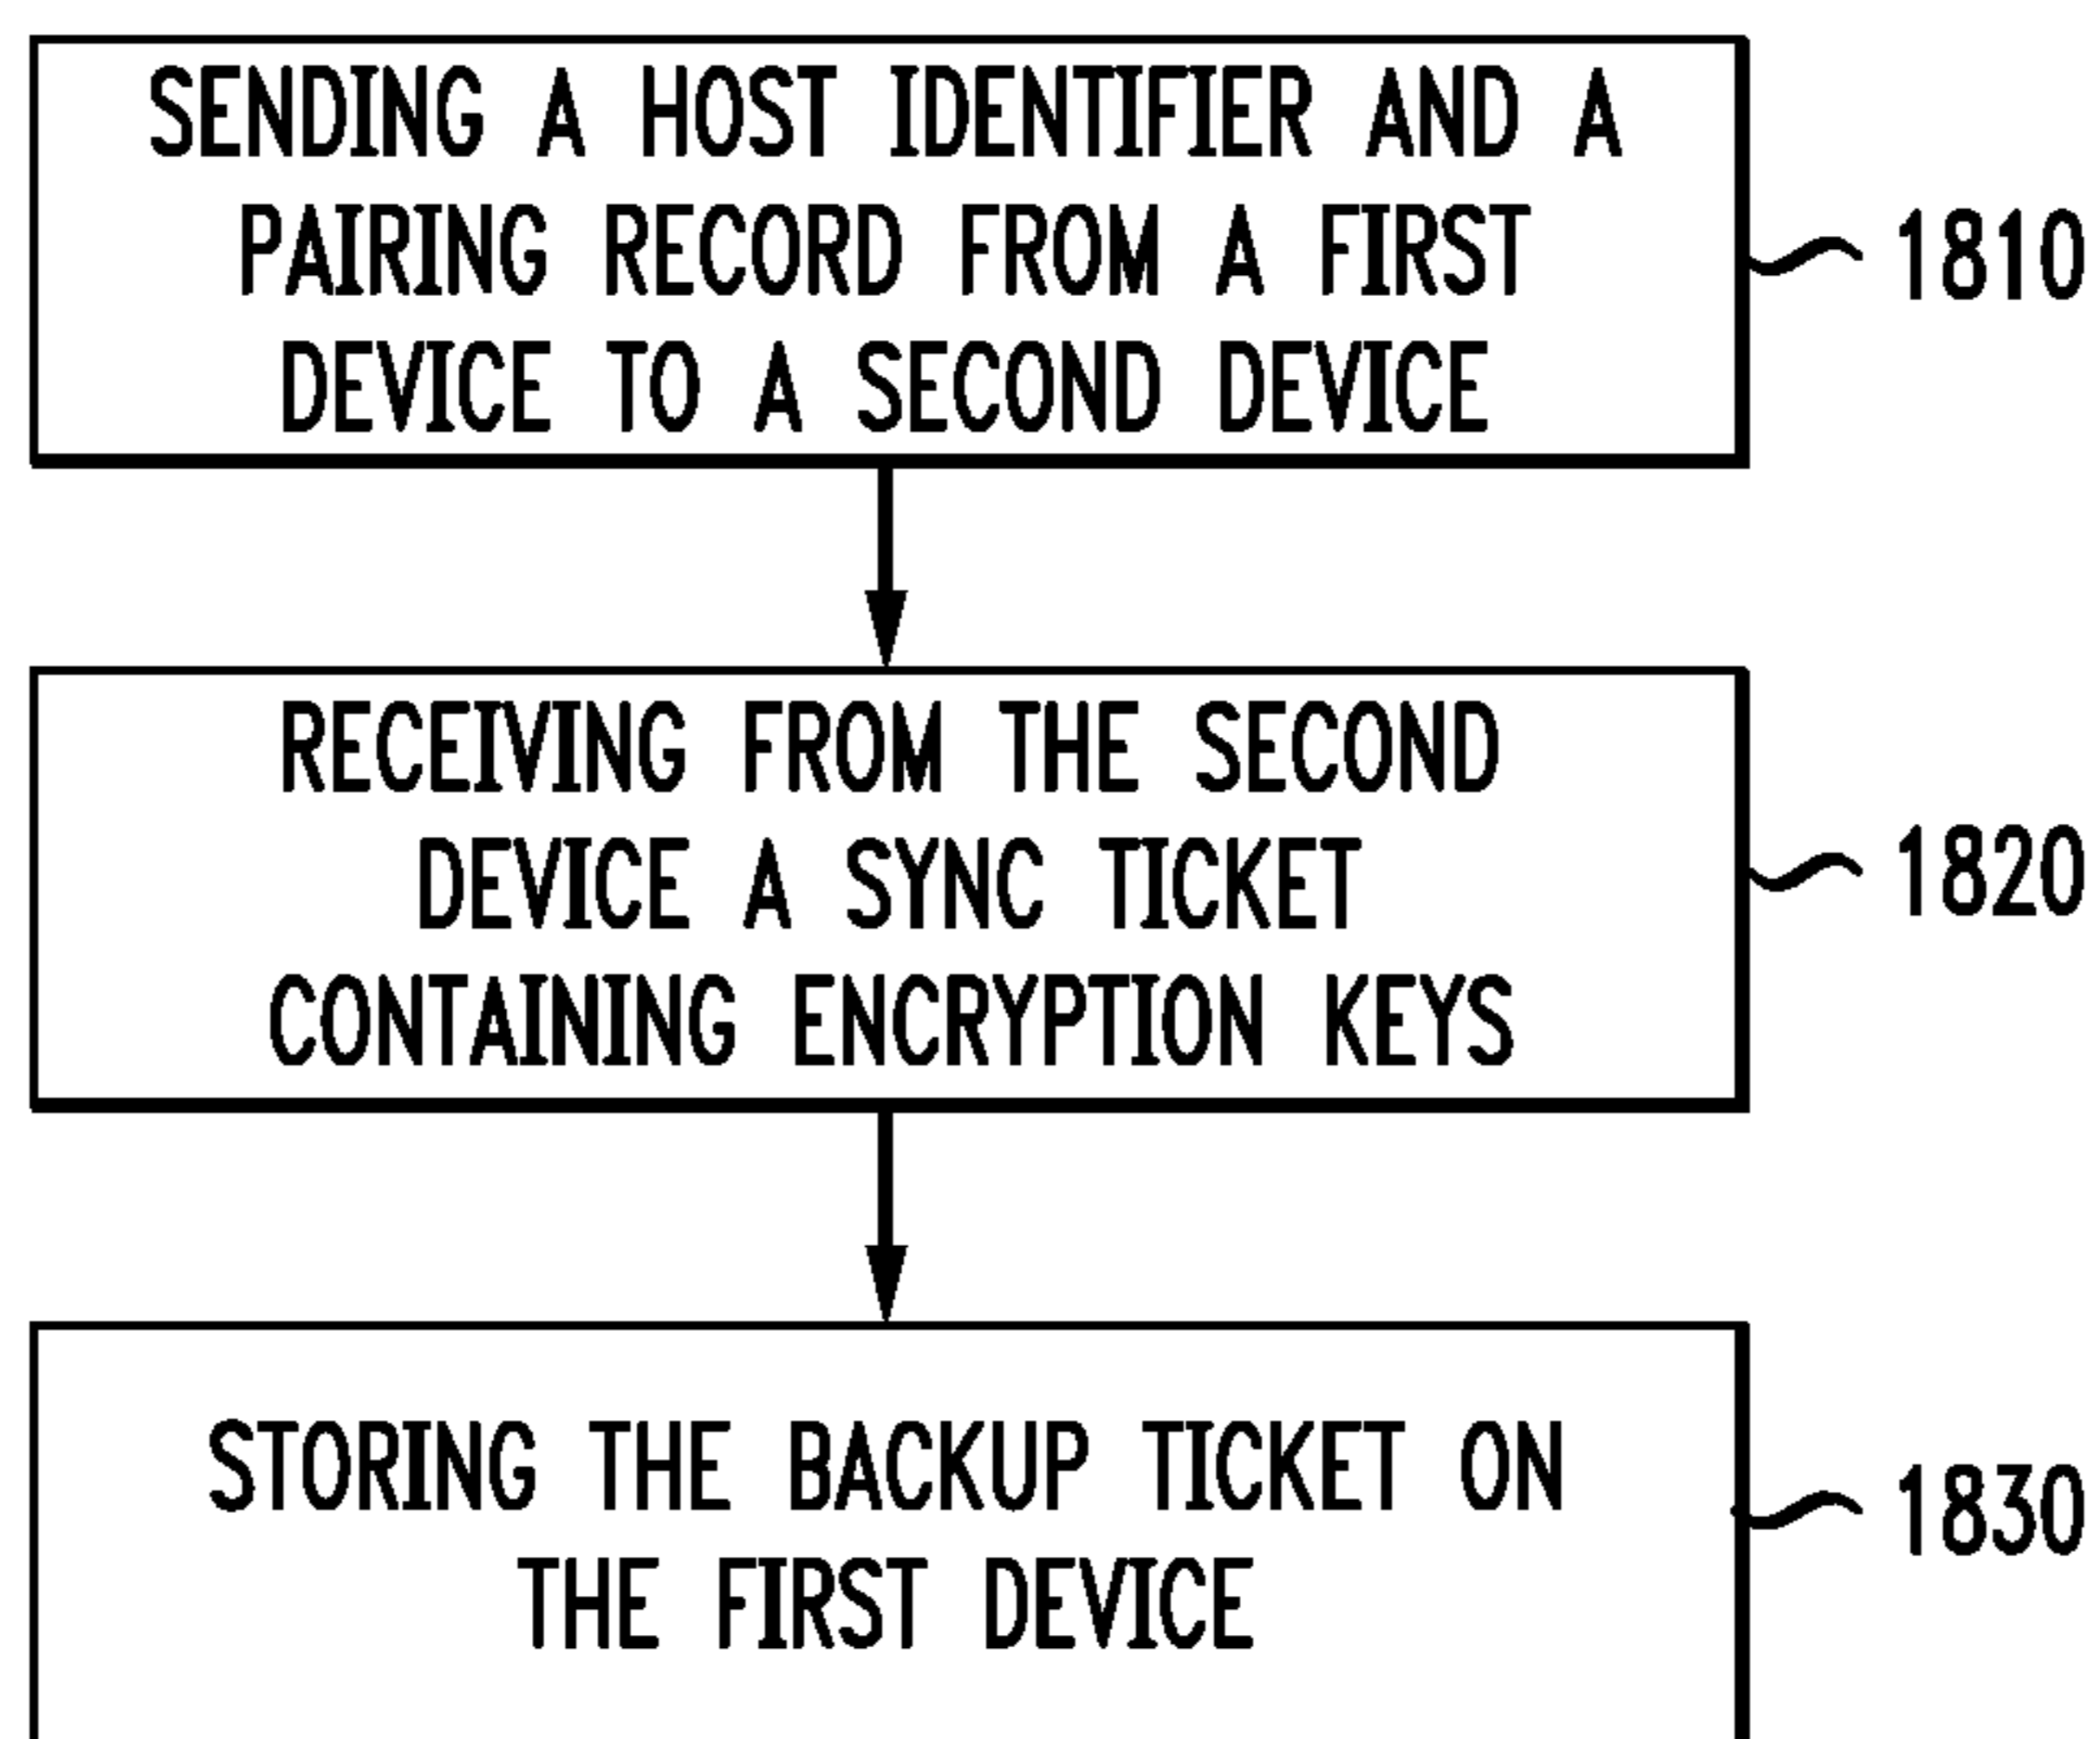 SENDING A HOST IDENTIFIER AND A
PAIRING RECORD FROM A FIRST
DEVICE TO A SECOND DEVICE
1810
RECEIVING FROM THE SECOND
DEVICE A SYNC TICKET
CONTAINING ENCRYPTION KEYS
1820
STORING THE BACKUP TICKET ON
THE FIRST DEVICE
1830